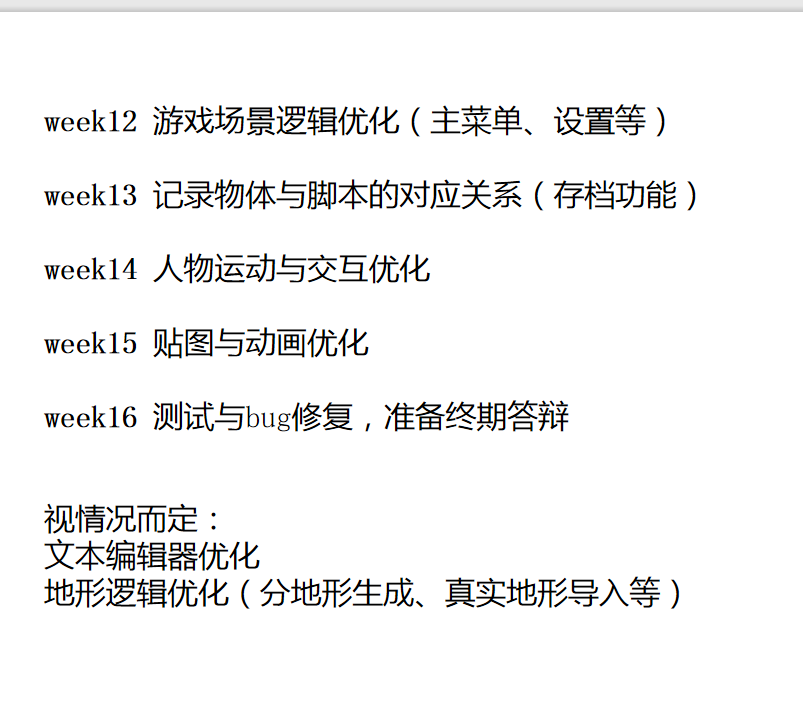 week12 游戏场景逻辑优化（主菜单、设置等）
week13 记录物体与脚本的对应关系（存档功能）
week14 人物运动与交互优化
week15 贴图与动画优化
week16 测试与bug修复，准备终期答辩
视情况而定：
文本编辑器优化
地形逻辑优化（分地形生成、真实地形导入等）